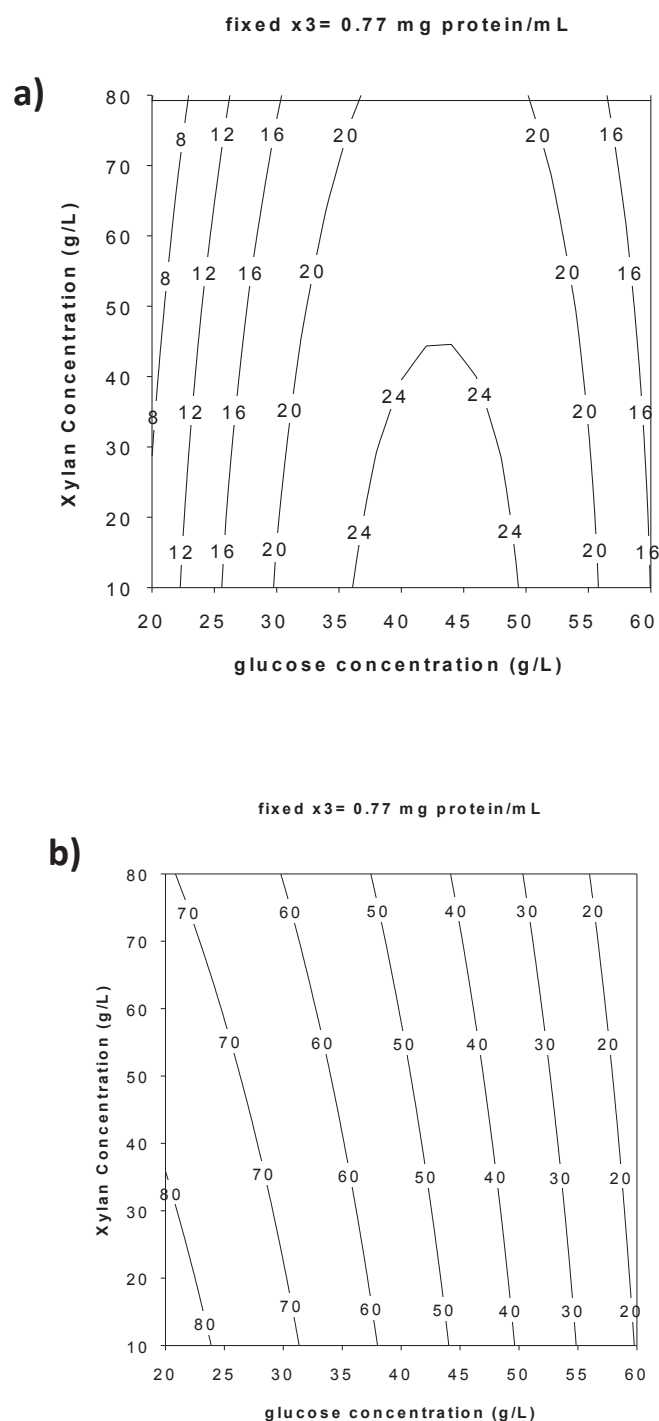 fixed x3= 0.77 mg protein/mL
a)
80
8 12 16 20 20 16
70
60
8 12 16 20 20 16
50
Xylan Concentration (g/L)
40
24 24
8 12 16 20 20 16
30
20
24 24
12 16 20 20 16
10
20 25 30 35 40 45 50 55 60
glucose concentration (g/L)
fixed x3= 0.77 mg protein/mL
b)
80
70 60 50 40 30 20
70
60
70 60 50 40 30 20
50
Xylan Concentration (g/L)
40
70 60 50 40 30 20
80
30
20
70 60 50 40 30 20
80
10
20 25 30 35 40 45 50 55 60
glucose concentration (g/L)